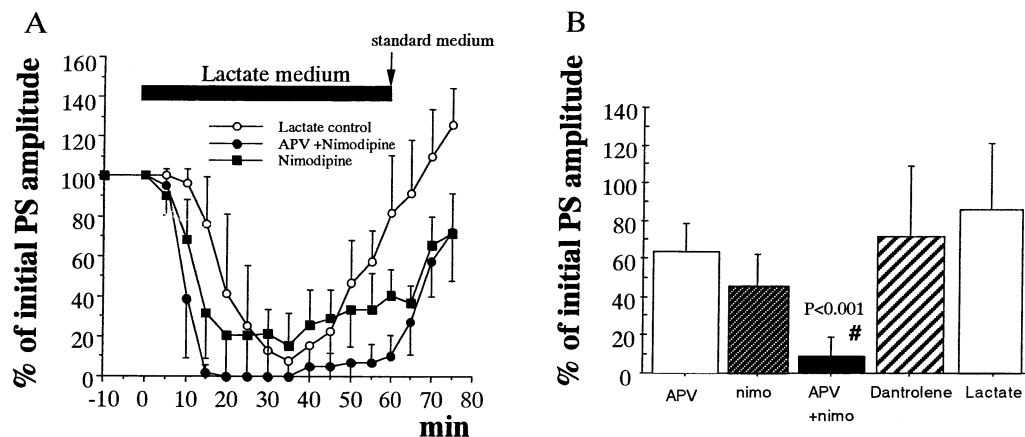 A
standard medium
Lactate medium
Lactate control
APV +Nimodipine
Nimodipine
% of initial PS amplitude
160
140
120
100
80
60
40
20
0
-10 0 10 20 30 40 50 60 70 80
min
B
% of initial PS amplitude
140
120
100
80
60
40
20
0
P<0.001
#
APV nimo APV +nimo Dantrolene Lactate